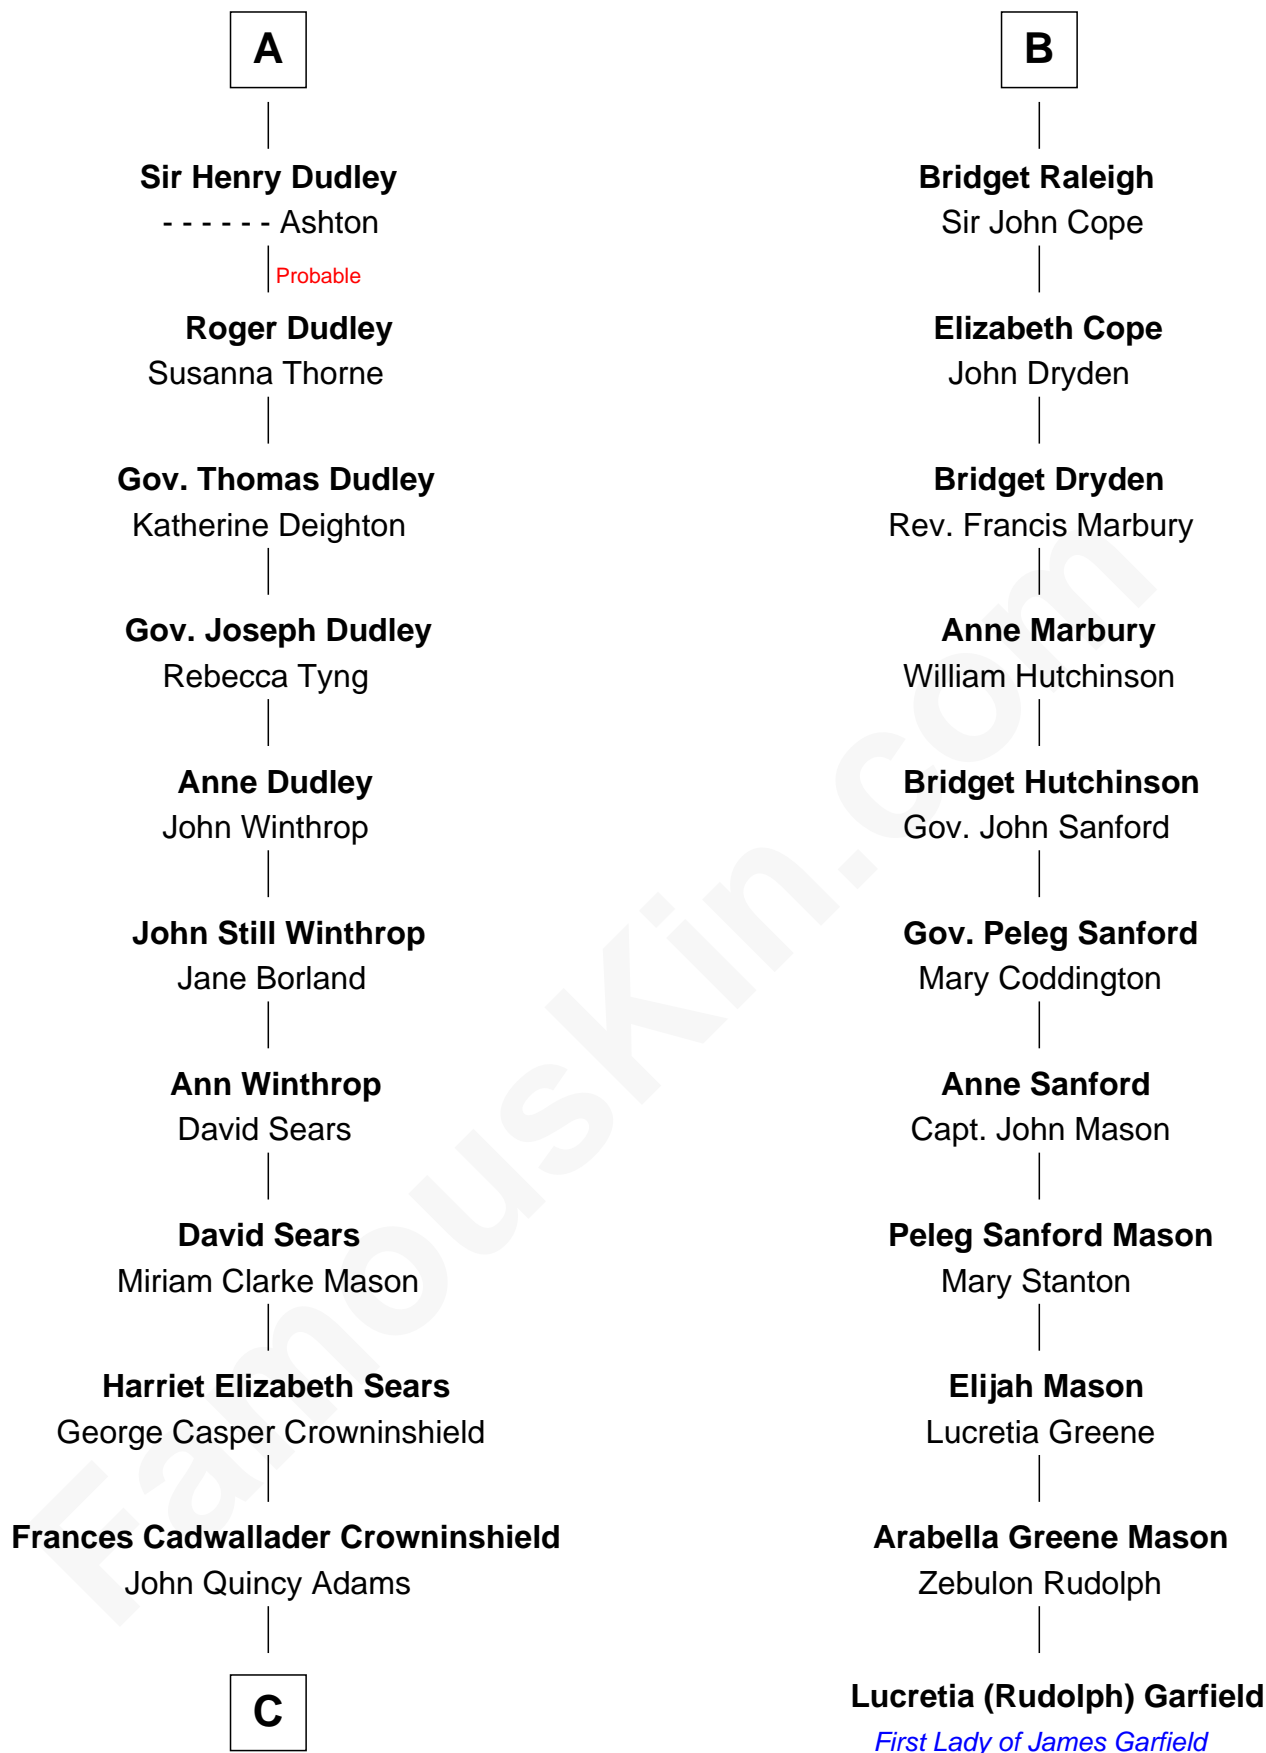 A
Sir Henry Dudley
- - - - - - Ashton
Probable
Roger Dudley
Susanna Thorne
Gov. Thomas Dudley
Katherine Deighton
Gov. Joseph Dudley
Rebecca Tyng
Anne Dudley
John Winthrop
John Still Winthrop
Jane Borland
Ann Winthrop
David Sears
David Sears
Miriam Clarke Mason
Harriet Elizabeth Sears
George Casper Crowninshield
Frances Cadwallader Crowninshield
John Quincy Adams
C
B
Bridget Raleigh
Sir John Cope
Elizabeth Cope
John Dryden
Bridget Dryden
Rev. Francis Marbury
Anne Marbury
William Hutchinson
Bridget Hutchinson
Gov. John Sanford
Gov. Peleg Sanford
Mary Coddington
Anne Sanford
Capt. John Mason
Peleg Sanford Mason
Mary Stanton
Elijah Mason
Lucretia Greene
Arabella Greene Mason
Zebulon Rudolph
Lucretia (Rudolph) Garfield
First Lady of James Garfield
FamousKin.com